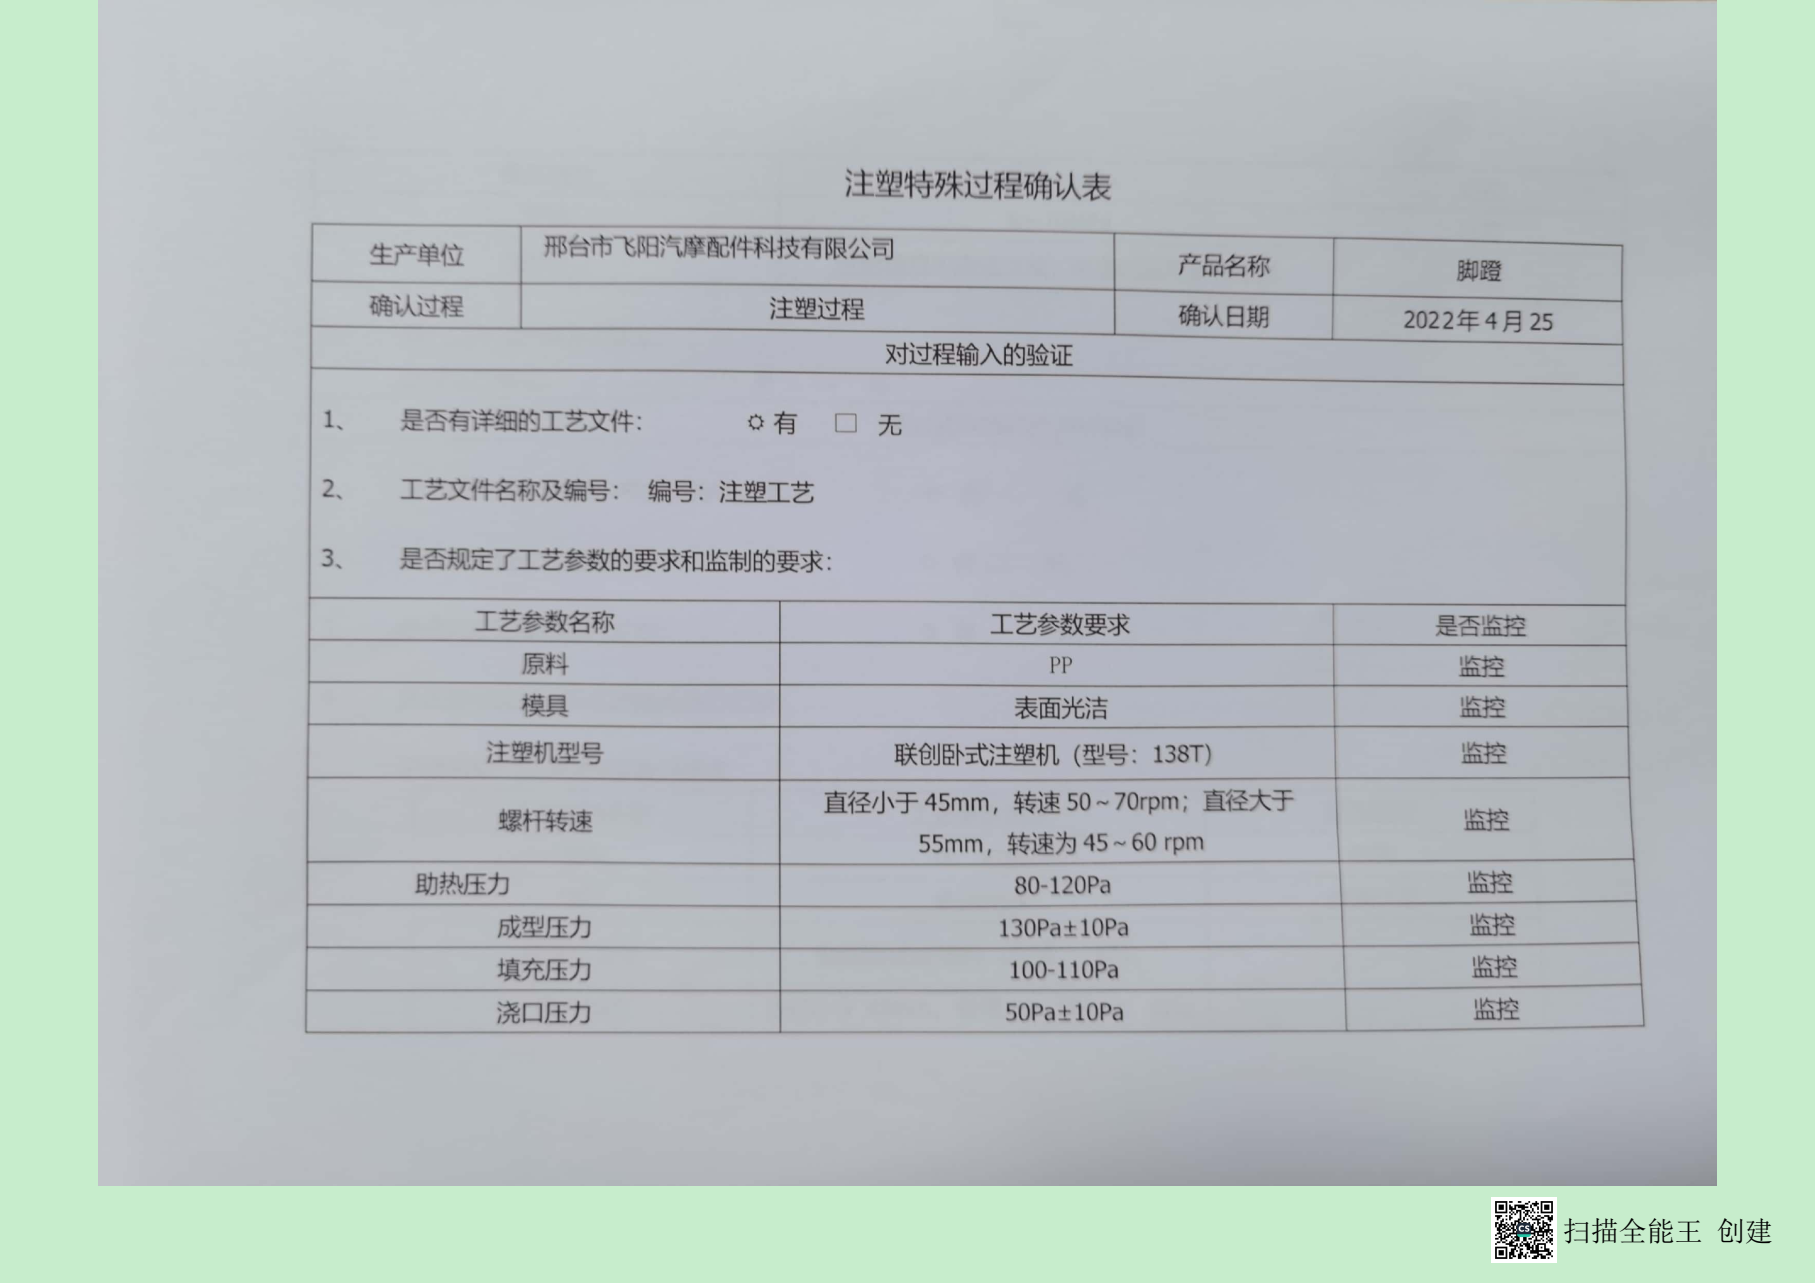 注塑特殊过程确认表
生产单位 邢台市飞阳汽摩配件科技有限公司 产品名称 脚蹬
确认过程 注塑过程 确认日期 2022年4月25
对过程输入的验证
1、 是否有详细的工艺文件： 有 □ 无
2、 工艺文件名称及编号： 编号：注塑工艺
3、 是否规定了工艺参数的要求和监制的要求：
工艺参数名称 工艺参数要求 是否监控
原料 PP 监控
模具 表面光洁 监控
注塑机型号 联创卧式注塑机（型号：138T） 监控
螺杆转速 直径小于 45mm，转速 50～70rpm；直径大于
55mm，转速为 45～60 rpm 监控
助热压力 80-120Pa 监控
成型压力 130Pa±10Pa 监控
填充压力 100-110Pa 监控
浇口压力 50Pa±10Pa 监控
扫描全能王 创建